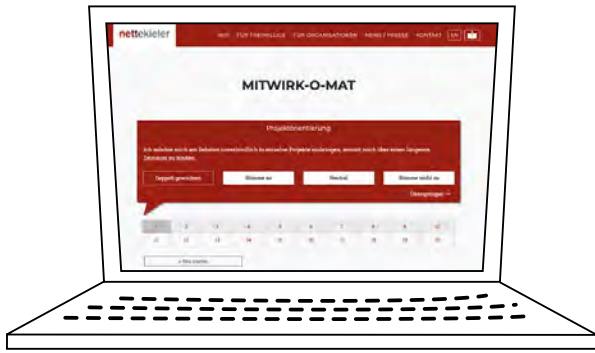 nettekieler
WIR FÜR FREIWILLIGE FÜR ORGANISATIONEN NEWS / PRESSE KONTAKT EN
MITWIRK-O-MAT
Projektorientierung
Ich möchte mich am liebsten in einzelne Projekte einbringen, anstatt mich über einen längeren
Zeitraum zu binden.
Doppelt gewichten Stimme zu Neutral Stimme nicht zu
Überspringen
1 2 3 4 5 6 7 8 9 10
11 12 13 14 15 16 17 18 19 20
Neu starten